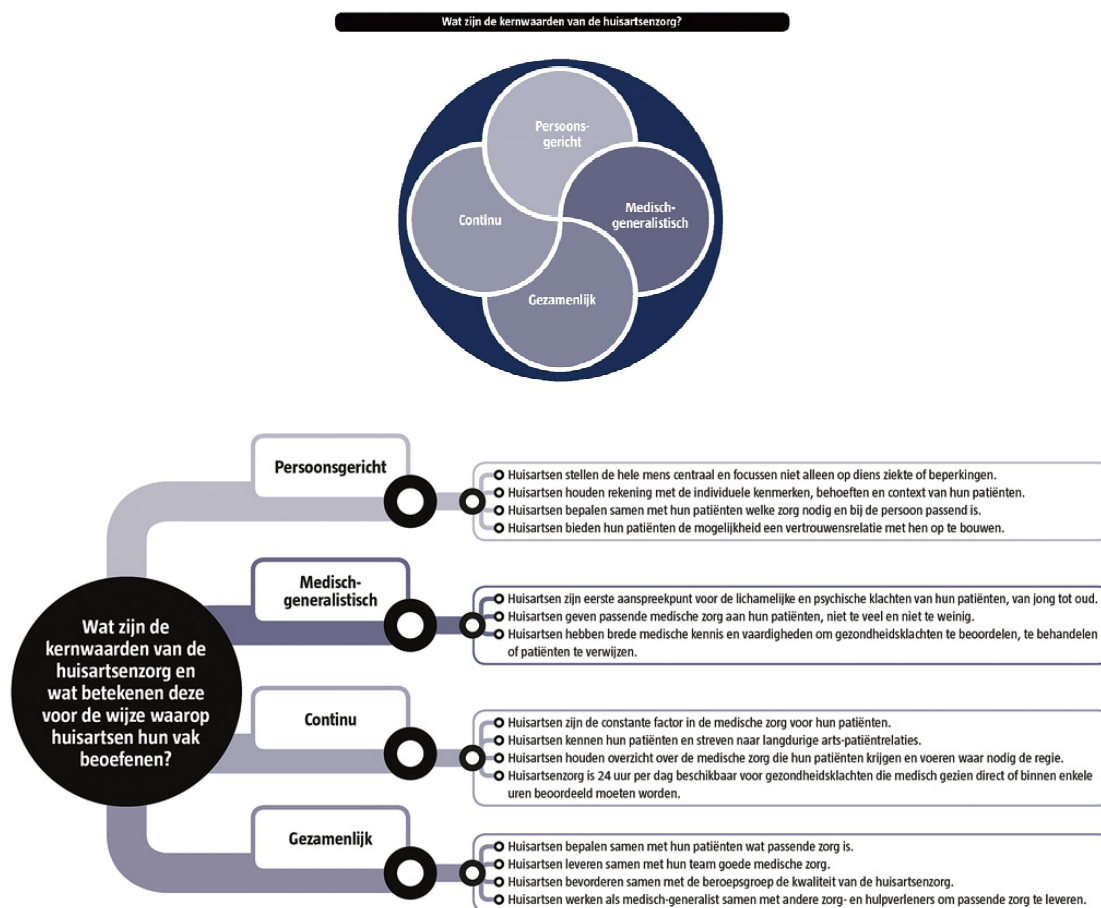 Wat zijn de kernwaarden van de huisartsenzorg?
Persoons-
gericht
Medisch-
generalistisch
Continu
Gezamenlijk
Wat zijn de
kernwaarden van de
huisartsenzorg en
wat betekenen deze
voor de wijze waarop
huisartsen hun vak
beoefenen?
Persoonsgericht
Huisartsen stellen de hele mens centraal en focussen niet alleen op diens ziekte of beperkingen.
Huisartsen houden rekening met de individuele kenmerken, behoeften en context van hun patiënten.
Huisartsen bepalen samen met hun patiënten welke zorg nodig en bij de persoon passend is.
Huisartsen bieden hun patiënten de mogelijkheid een vertrouwensrelatie met hen op te bouwen.
Medisch-
generalistisch
Huisartsen zijn eerste aanspreekpunt voor de lichamelijke en psychische klachten van hun patiënten, van jong tot oud.
Huisartsen geven passende medische zorg aan hun patiënten, niet te veel en niet te weinig.
Huisartsen hebben brede medische kennis en vaardigheden om gezondheidsklachten te beoordelen, te behandelen
of patiënten te verwijzen.
Continu
Huisartsen zijn de constante factor in de medische zorg voor hun patiënten.
Huisartsen kennen hun patiënten en streven naar langdurige arts-patiëntrelaties.
Huisartsen houden overzicht over de medische zorg die hun patiënten krijgen en voeren waar nodig de regie.
Huisartsenzorg is 24 uur per dag beschikbaar voor gezondheidsklachten die medisch gezien direct of binnen enkele
uren beoordeeld moeten worden.
Gezamenlijk
Huisartsen bepalen samen met hun patiënten wat passende zorg is.
Huisartsen leveren samen met hun team goede medische zorg.
Huisartsen bevorderen samen met de beroepsgroep de kwaliteit van de huisartsenzorg.
Huisartsen werken als medisch-generalist samen met andere zorg- en hulpverleners om passende zorg te leveren.